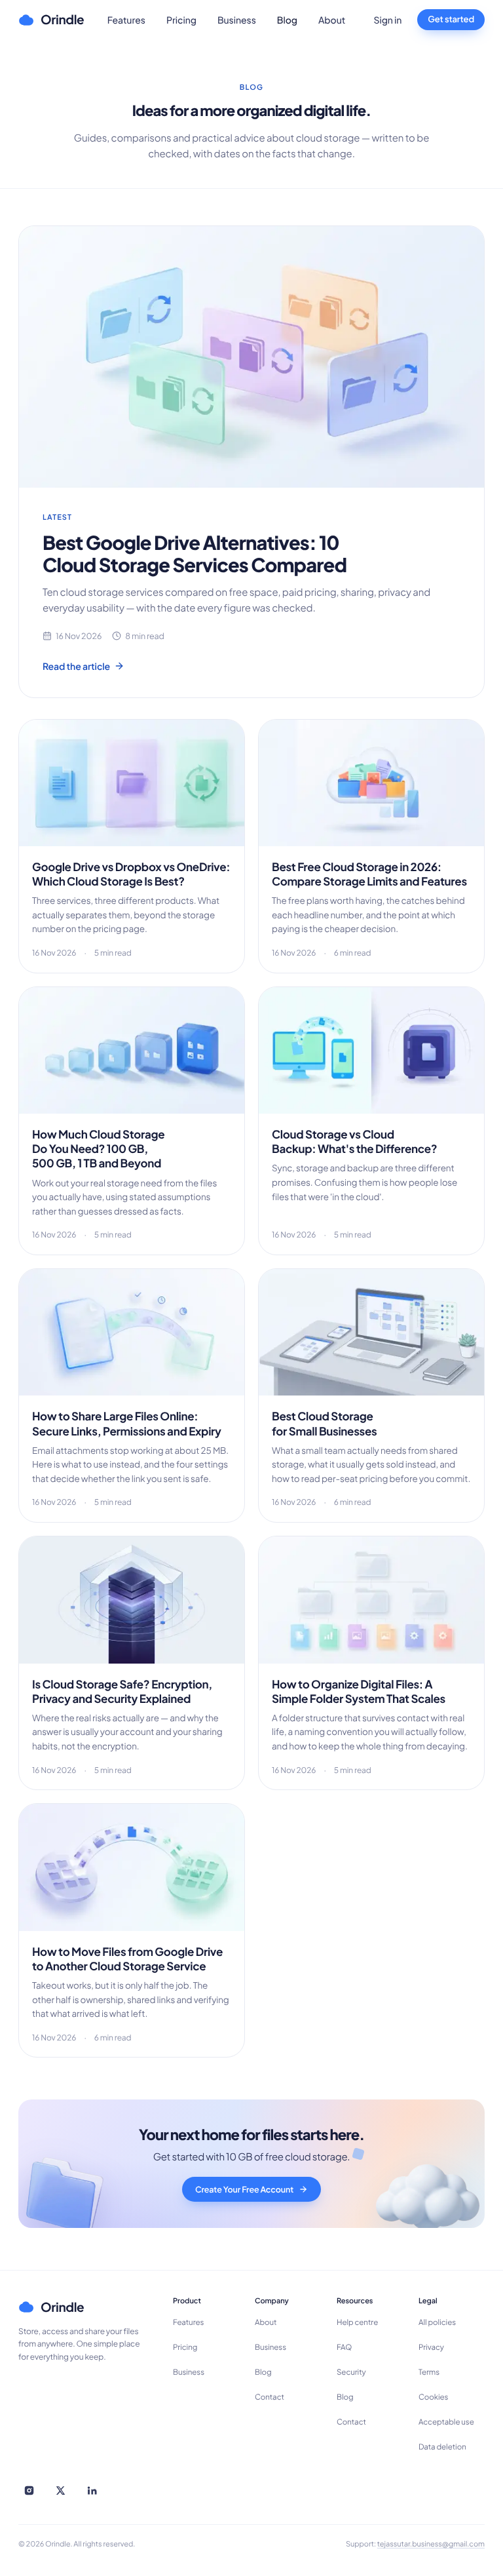 Orindle
Features
Pricing
Business
Blog
About
Sign in
Get started
BLOG
Ideas for a more organized digital life.
Guides, comparisons and practical advice about cloud storage — written to be
checked, with dates on the facts that change.
LATEST
Best Google Drive Alternatives: 10
Cloud Storage Services Compared
Ten cloud storage services compared on free space, paid pricing, sharing, privacy and
everyday usability — with the date every figure was checked.
16 Nov 2026 8 min read
Read the article →
Google Drive vs Dropbox vs OneDrive:
Which Cloud Storage Is Best?
Three services, three different products. What
actually separates them, beyond the storage
number on the pricing page.
16 Nov 2026 · 5 min read
Best Free Cloud Storage in 2026:
Compare Storage Limits and Features
The free plans worth having, the catches behind
each headline number, and the point at which
paying is the cheaper decision.
16 Nov 2026 · 6 min read
How Much Cloud Storage
Do You Need? 100 GB,
500 GB, 1 TB and Beyond
Work out your real storage need from the files
you actually have, using stated assumptions
rather than guesses dressed as facts.
16 Nov 2026 · 5 min read
Cloud Storage vs Cloud
Backup: What's the Difference?
Sync, storage and backup are three different
promises. Confusing them is how people lose
files that were 'in the cloud'.
16 Nov 2026 · 5 min read
How to Share Large Files Online:
Secure Links, Permissions and Expiry
Email attachments stop working at about 25 MB.
Here is what to use instead, and the four settings
that decide whether the link you sent is safe.
16 Nov 2026 · 5 min read
Best Cloud Storage
for Small Businesses
What a small team actually needs from shared
storage, what it usually gets sold instead, and
how to read per-seat pricing before you commit.
16 Nov 2026 · 6 min read
Is Cloud Storage Safe? Encryption,
Privacy and Security Explained
Where the real risks actually are — and why the
answer is usually your account and your sharing
habits, not the encryption.
16 Nov 2026 · 5 min read
How to Organize Digital Files: A
Simple Folder System That Scales
A folder structure that survives contact with real
life, a naming convention you will actually follow,
and how to keep the whole thing from decaying.
16 Nov 2026 · 5 min read
How to Move Files from Google Drive
to Another Cloud Storage Service
Takeout works, but it is only half the job. The
other half is ownership, shared links and verifying
that what arrived is what left.
16 Nov 2026 · 6 min read
Your next home for files starts here.
Get started with 10 GB of free cloud storage.
Create Your Free Account →
Orindle
Store, access and share your files
from anywhere. One simple place
for everything you keep.
Product
Features
Pricing
Business
Company
About
Business
Blog
Contact
Resources
Help centre
FAQ
Security
Blog
Contact
Legal
All policies
Privacy
Terms
Cookies
Acceptable use
Data deletion
© 2026 Orindle. All rights reserved.
Support: tejassutar.business@gmail.com